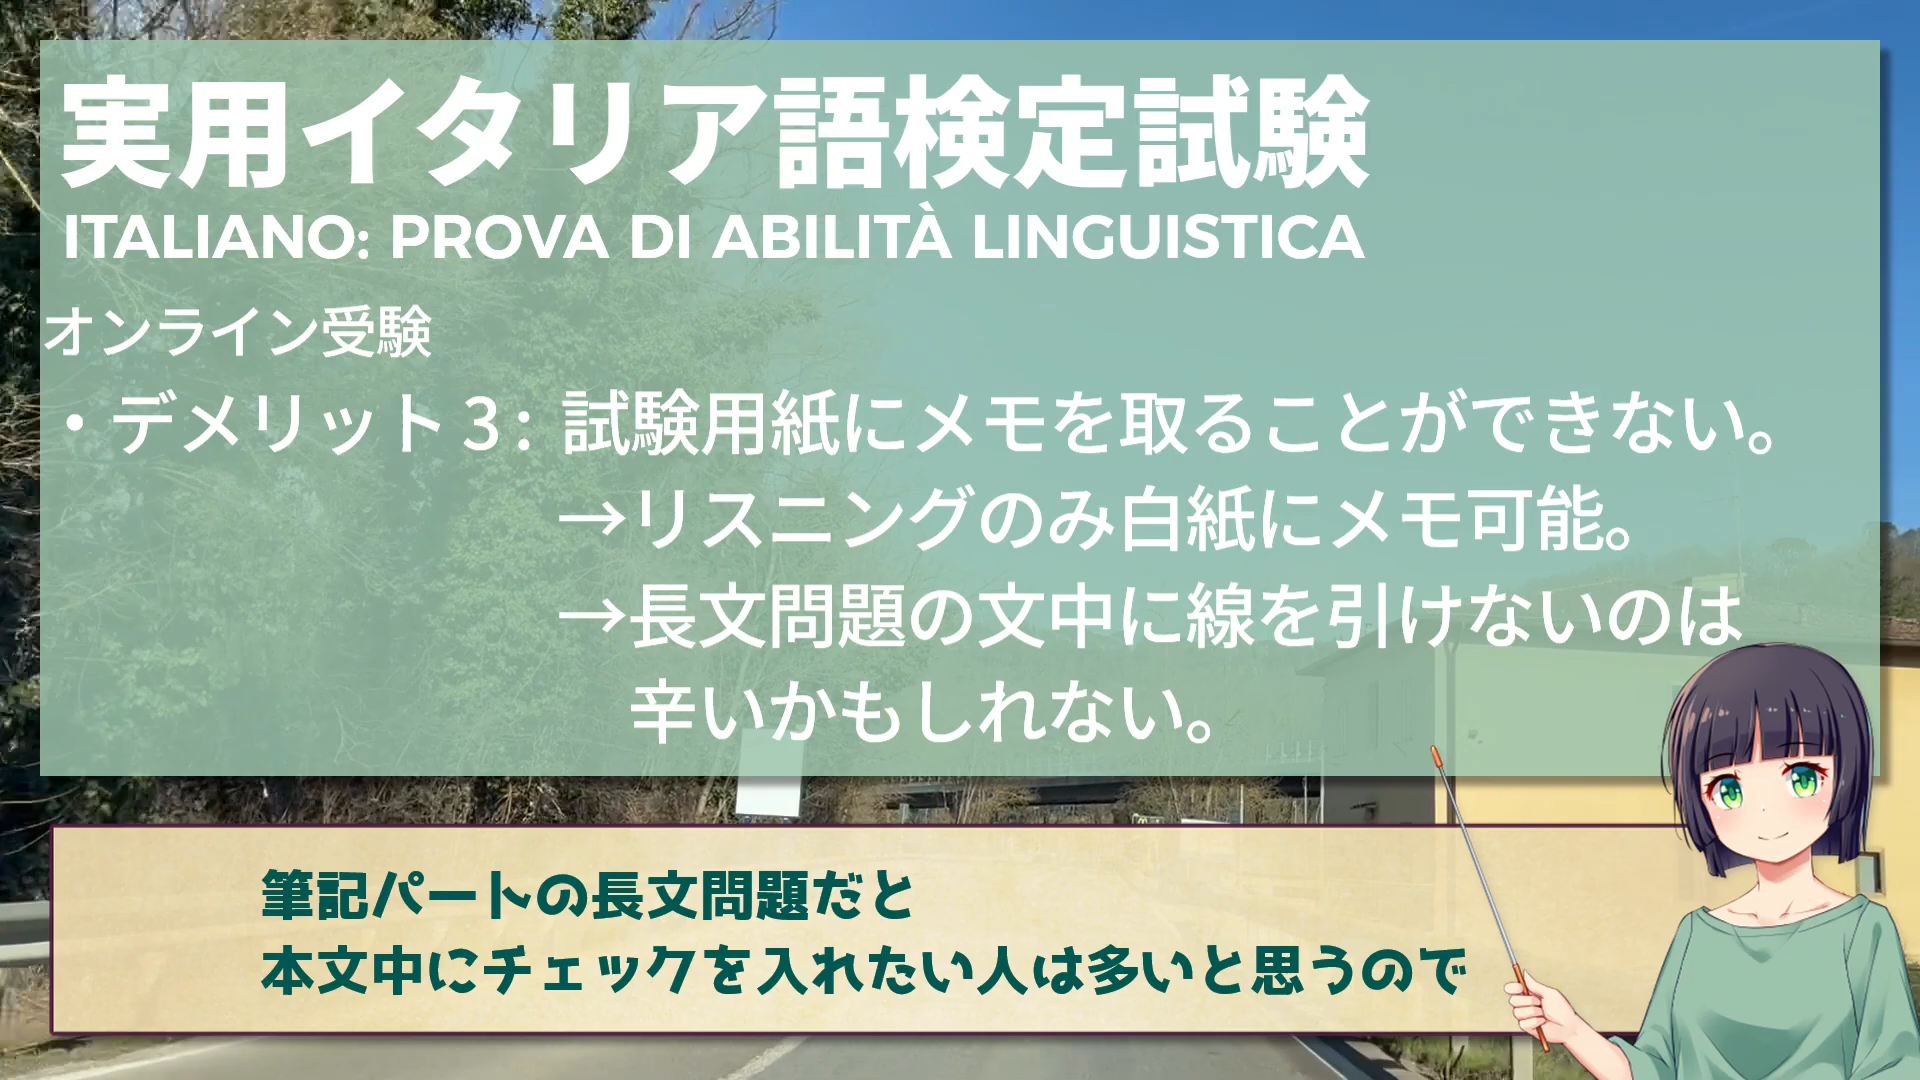 実用イタリア語検定試験
ITALIANO: PROVA DI ABILITÀ LINGUISTICA
オンライン受験
・デメリット3:試験用紙にメモを取ることができない。
→リスニングのみ白紙にメモ可能。
→長文問題の文中に線を引けないのは
辛いかもしれない。
筆記パートの長文問題だと
本文中にチェックを入れたい人は多いと思うので